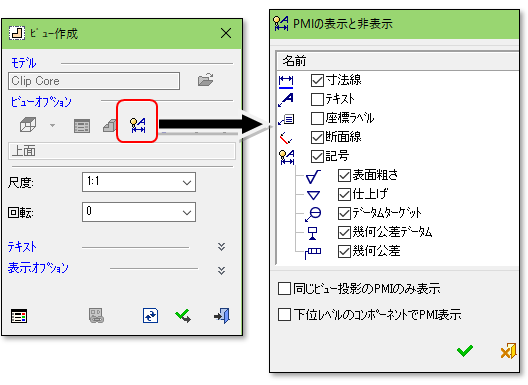 ビュー作成
モデル
Clip Core
ビューオプション
上面
尺度:
1:1
回転:
0
テキスト
表示オプション
PMIの表示と非表示
名前
寸法線
テキスト
座標ラベル
断面線
記号
表面粗さ
仕上げ
データムターゲット
幾何公差データム
幾何公差
同じビュー投影のPMIのみ表示
下位レベルのコンポーネントでPMI表示